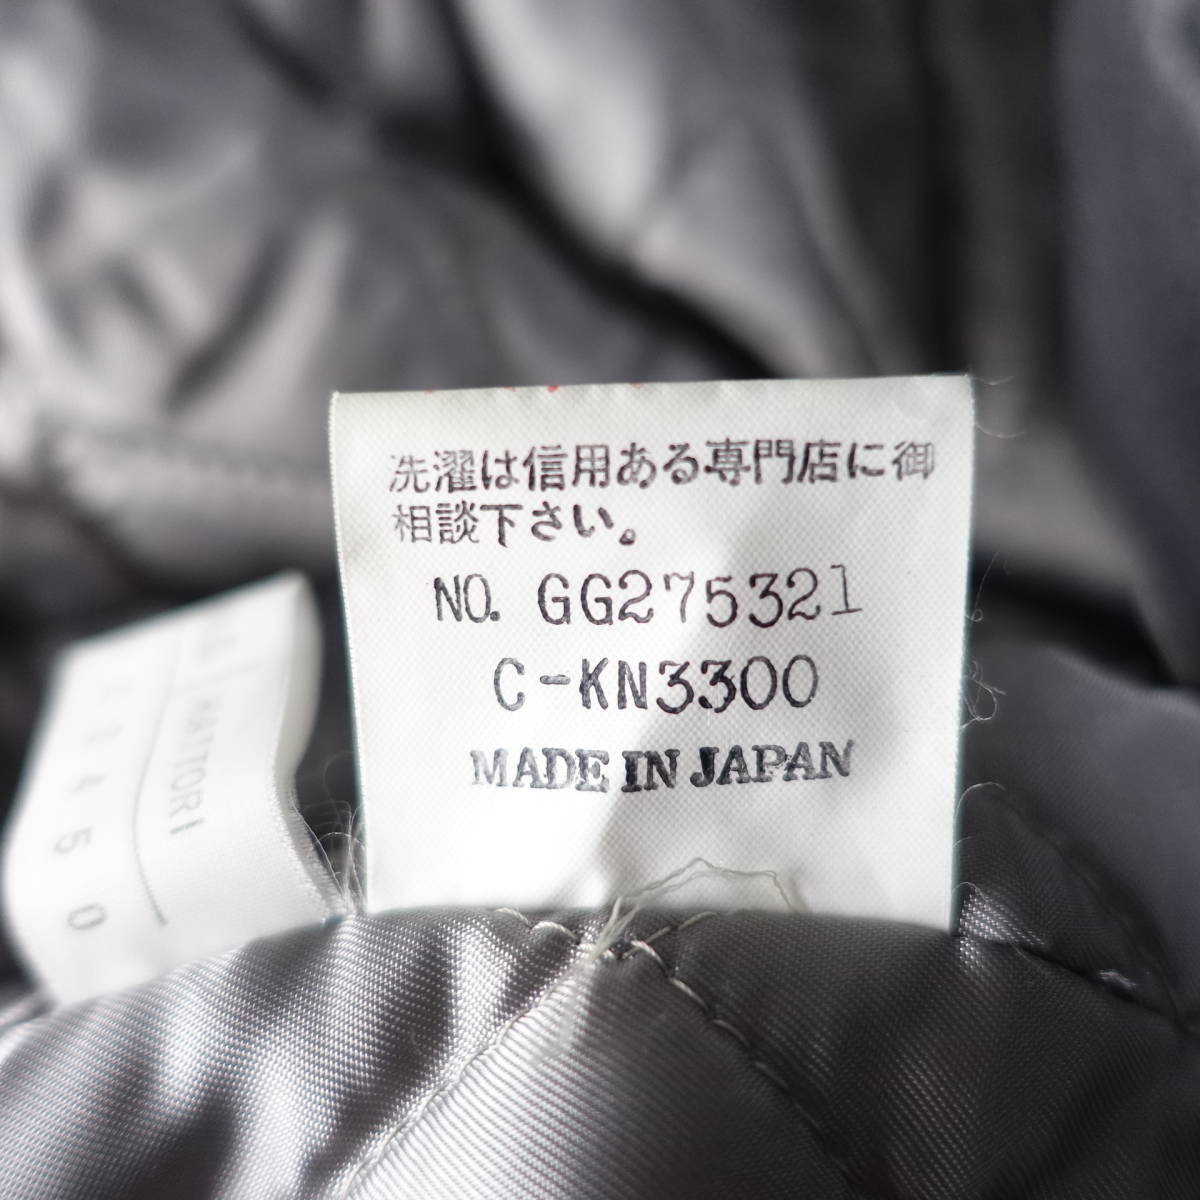 洗濯は信用ある専門店に御
相談下さい。
NO. GG275321
C-KN3300
MADE IN JAPAN
HATTORI
3450